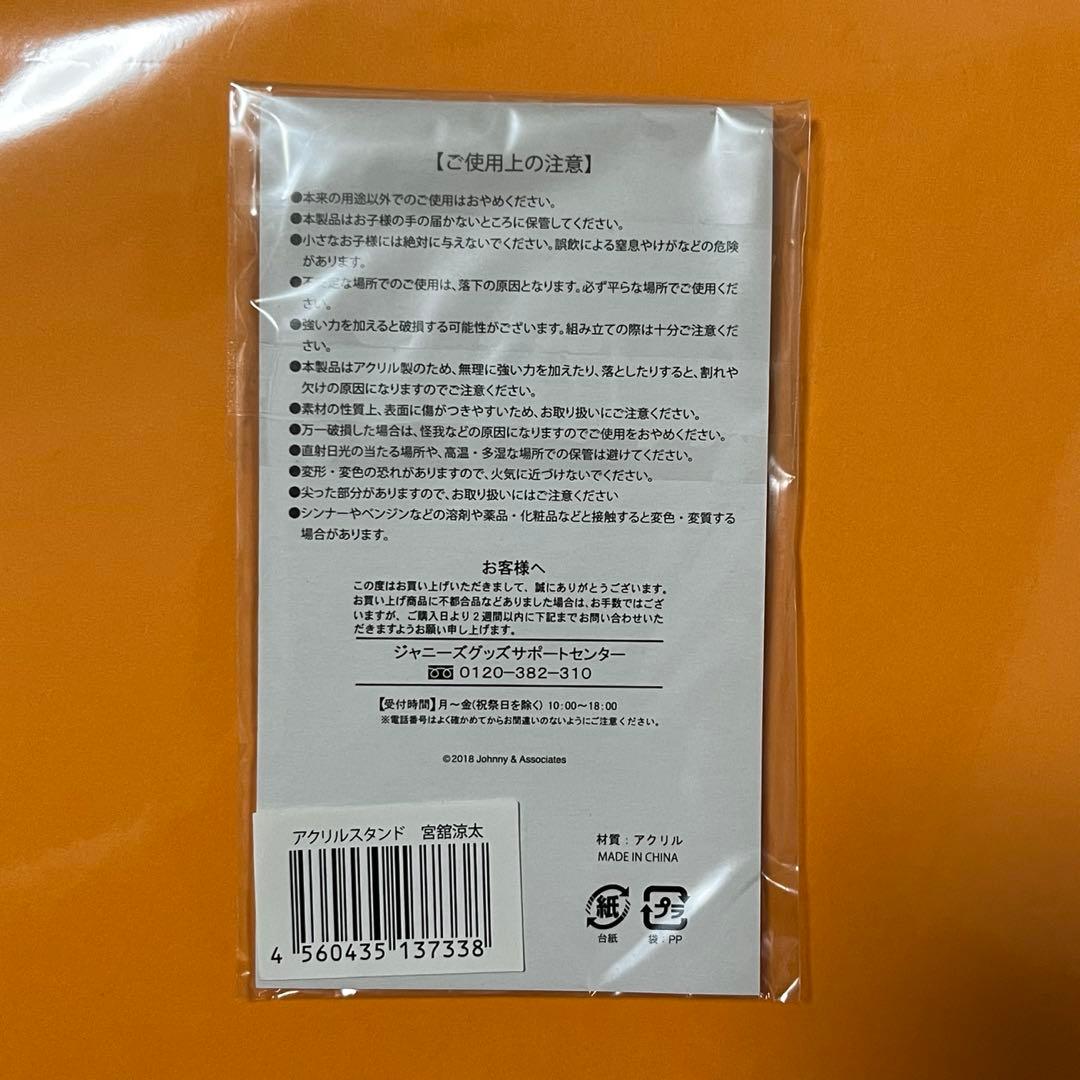 【ご使用上の注意】
●本来の用途以外でのご使用はおやめください。
●本製品はお子様の手の届かないところに保管してください。
●小さなお子様には絶対に与えないでください。誤飲による窒息やけがなどの危険
があります。
●不安定な場所でのご使用は、落下の原因となります。必ず平らな場所でご使用くだ
さい。
●強い力を加えると破損する可能性がございます。組み立ての際は十分ご注意くだ
さい。
●本製品はアクリル製のため、無理に強い力を加えたり、落としたりすると、割れや
欠けの原因になりますのでご注意ください。
●素材の性質上、表面に傷がつきやすいため、お取り扱いにご注意ください。
●万一破損した場合は、怪我などの原因になりますのでご使用をおやめください。
●直射日光の当たる場所や、高温・多湿な場所での保管は避けてください。
●変形・変色の恐れがありますので、火気に近づけないでください。
●尖った部分がありますので、お取り扱いにはご注意ください
●シンナーやベンジンなどの溶剤や薬品・化粧品などと接触すると変色・変質する
場合があります。
お客様へ
この度はお買い上げいただきまして、誠にありがとうございます。
お買い上げ商品に不都合品などありました場合は、お手数ではござ
いますが、ご購入日より2週間以内に下記までお問い合わせいた
だきますようお願い申し上げます。
ジャニーズグッズサポートセンター
0120-382-310
【受付時間】月～金(祝祭日を除く) 10:00～18:00
※電話番号はよく確かめてからお間違いのないようにご注意ください。
©2018 Johnny & Associates
アクリルスタンド 宮舘涼太
4 560435 137338
材質：アクリル
MADE IN CHINA
紙 プラ
台紙 袋：PP